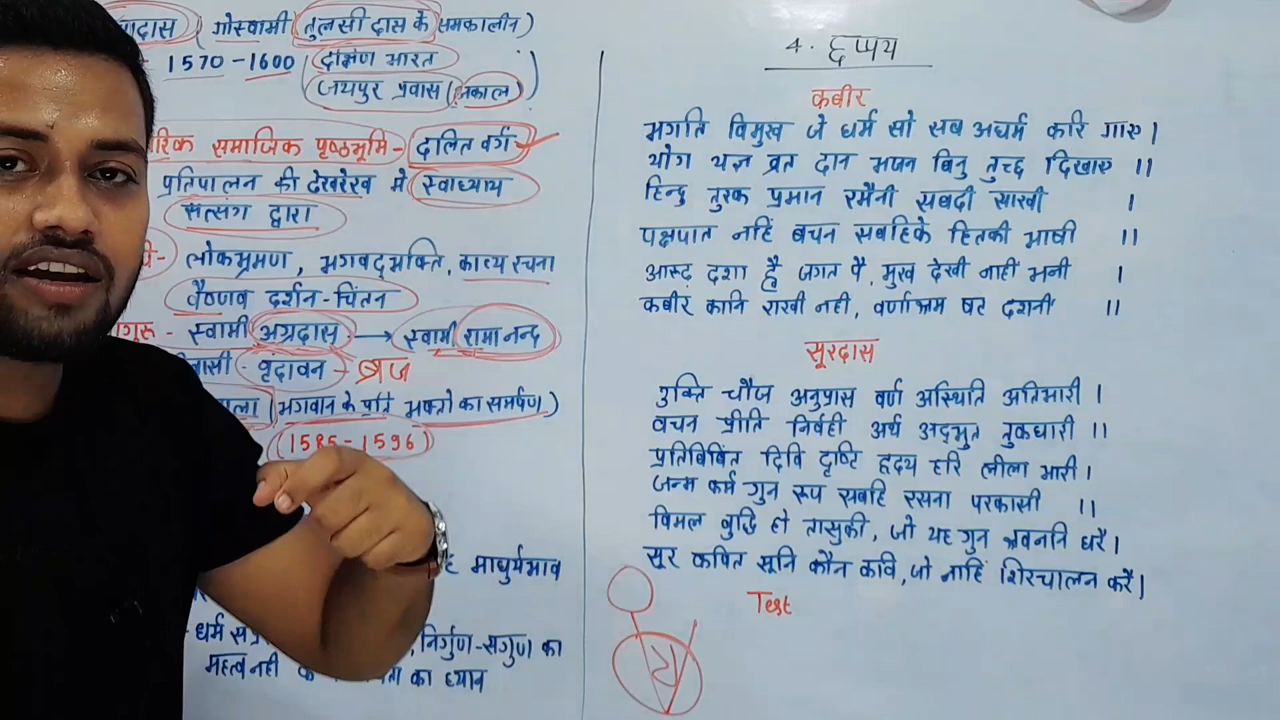 (गोस्वामी तुलसी दास के समकालीन)
1570-1600 (दक्षिण भारत
जयपुर प्रवास (अकाल))
रिक समाजिक पृष्ठभूमि- दलित वर्ग
प्रतिपालन की देखरेख में स्वाध्याय
सत्संग द्वारा
लोकभ्रमण, भगवद्भक्ति, काव्य रचना
वैष्णव दर्शन-चिंतन
गुरू- स्वामी अग्रदास → स्वामी रामानन्द
वासी- वृंदावन - ब्रज
ाला (भगवान के प्रति भक्तो का समर्पण)
(1585-1596)
माधुर्यभाव
धर्म , निर्गुण-सगुण का
महत्व नही का ध्यान
4. छप्पय
कबीर
भगति विमुख जे धर्म सो सब अधर्म करि गाए।
योग यज्ञ व्रत दान भजन बिनु तुच्छ दिखाए ॥
हिन्दु तुरक प्रमान रमैनी सबदी साखी ।
पक्षपात नहिं बचन सबहिके हितकी भाषी ॥
आरूढ़ दशा है जगत पै, मुख देखी नाहीं भनी ।
कबीर कानि राखी नही, वर्णाश्रम षट दर्शनी ॥
सूरदास
उक्ति चौज अनुप्रास वर्ण अस्थिति अतिभारी ।
वचन प्रीति निर्वही अर्थ अद्भुत तुकधारी ॥
प्रतिबिंबित दिवि दृष्टि हृदय हरि लीला भारी।
जन्म कर्म गुन रूप सबहि रसना परकासी ॥
विमल बुद्धि हो तासुकी, जो यह गुन श्रवननि धरै।
सूर कवित सुनि कौन कवि, जो नाहिं शिरचालन करै।
Test